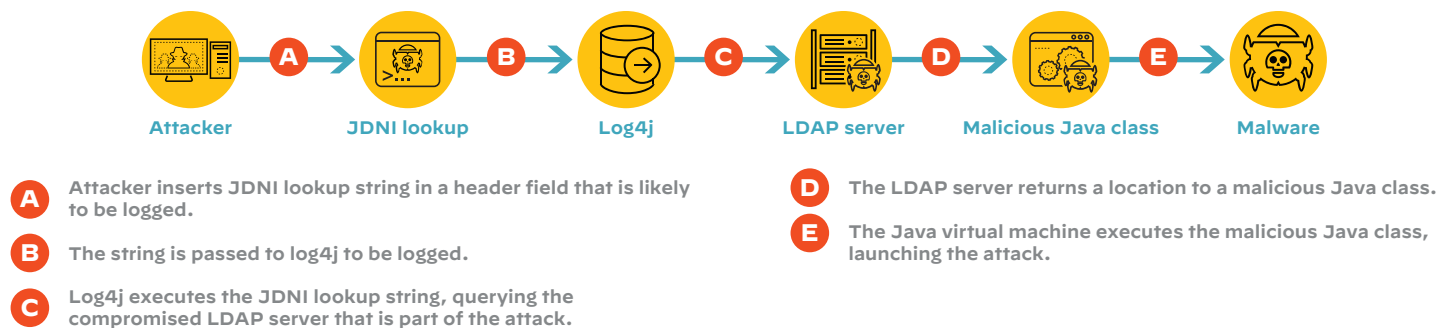 A
B
C
D
E
>...
Attacker
JDNI lookup
Log4j
LDAP server
Malicious Java class
Malware
A
Attacker inserts JDNI lookup string in a header field that is likely
to be logged.
B
The string is passed to log4j to be logged.
C
Log4j executes the JDNI lookup string, querying the
compromised LDAP server that is part of the attack.
D
The LDAP server returns a location to a malicious Java class.
E
The Java virtual machine executes the malicious Java class,
launching the attack.